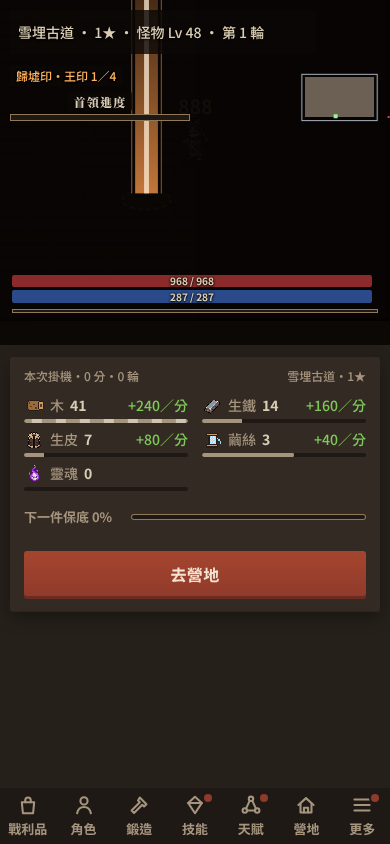 雪埋古道 • 1★ • 怪物 Lv 48 • 第 1 輪
歸墟印・王印 1／4
首領進度
888
968 / 968
287 / 287
本次掛機・0 分・0 輪
雪埋古道・1★
木 41 +240／分
生鐵 14 +160／分
生皮 7 +80／分
繭絲 3 +40／分
靈魂 0
下一件保底 0%
去營地
戰利品
角色
鍛造
技能
天賦
營地
更多